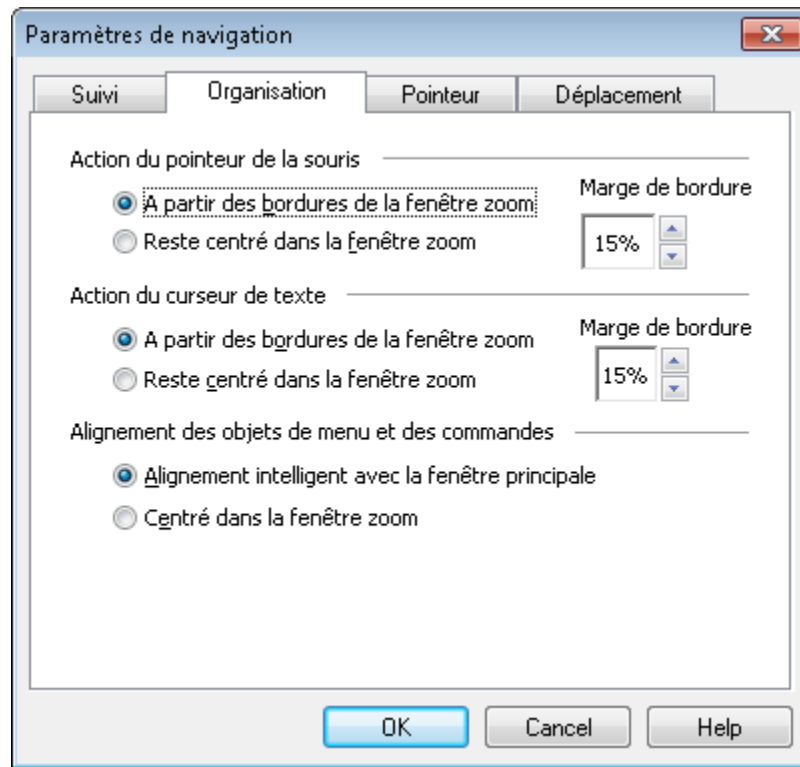 Paramètres de navigation
Suivi Organisation Pointeur Déplacement
Action du pointeur de la souris
A partir des bordures de la fenêtre zoom
Marge de bordure
Reste centré dans la fenêtre zoom
15%
Action du curseur de texte
A partir des bordures de la fenêtre zoom
Marge de bordure
Reste centré dans la fenêtre zoom
15%
Alignement des objets de menu et des commandes
Alignement intelligent avec la fenêtre principale
Centré dans la fenêtre zoom
OK Cancel Help